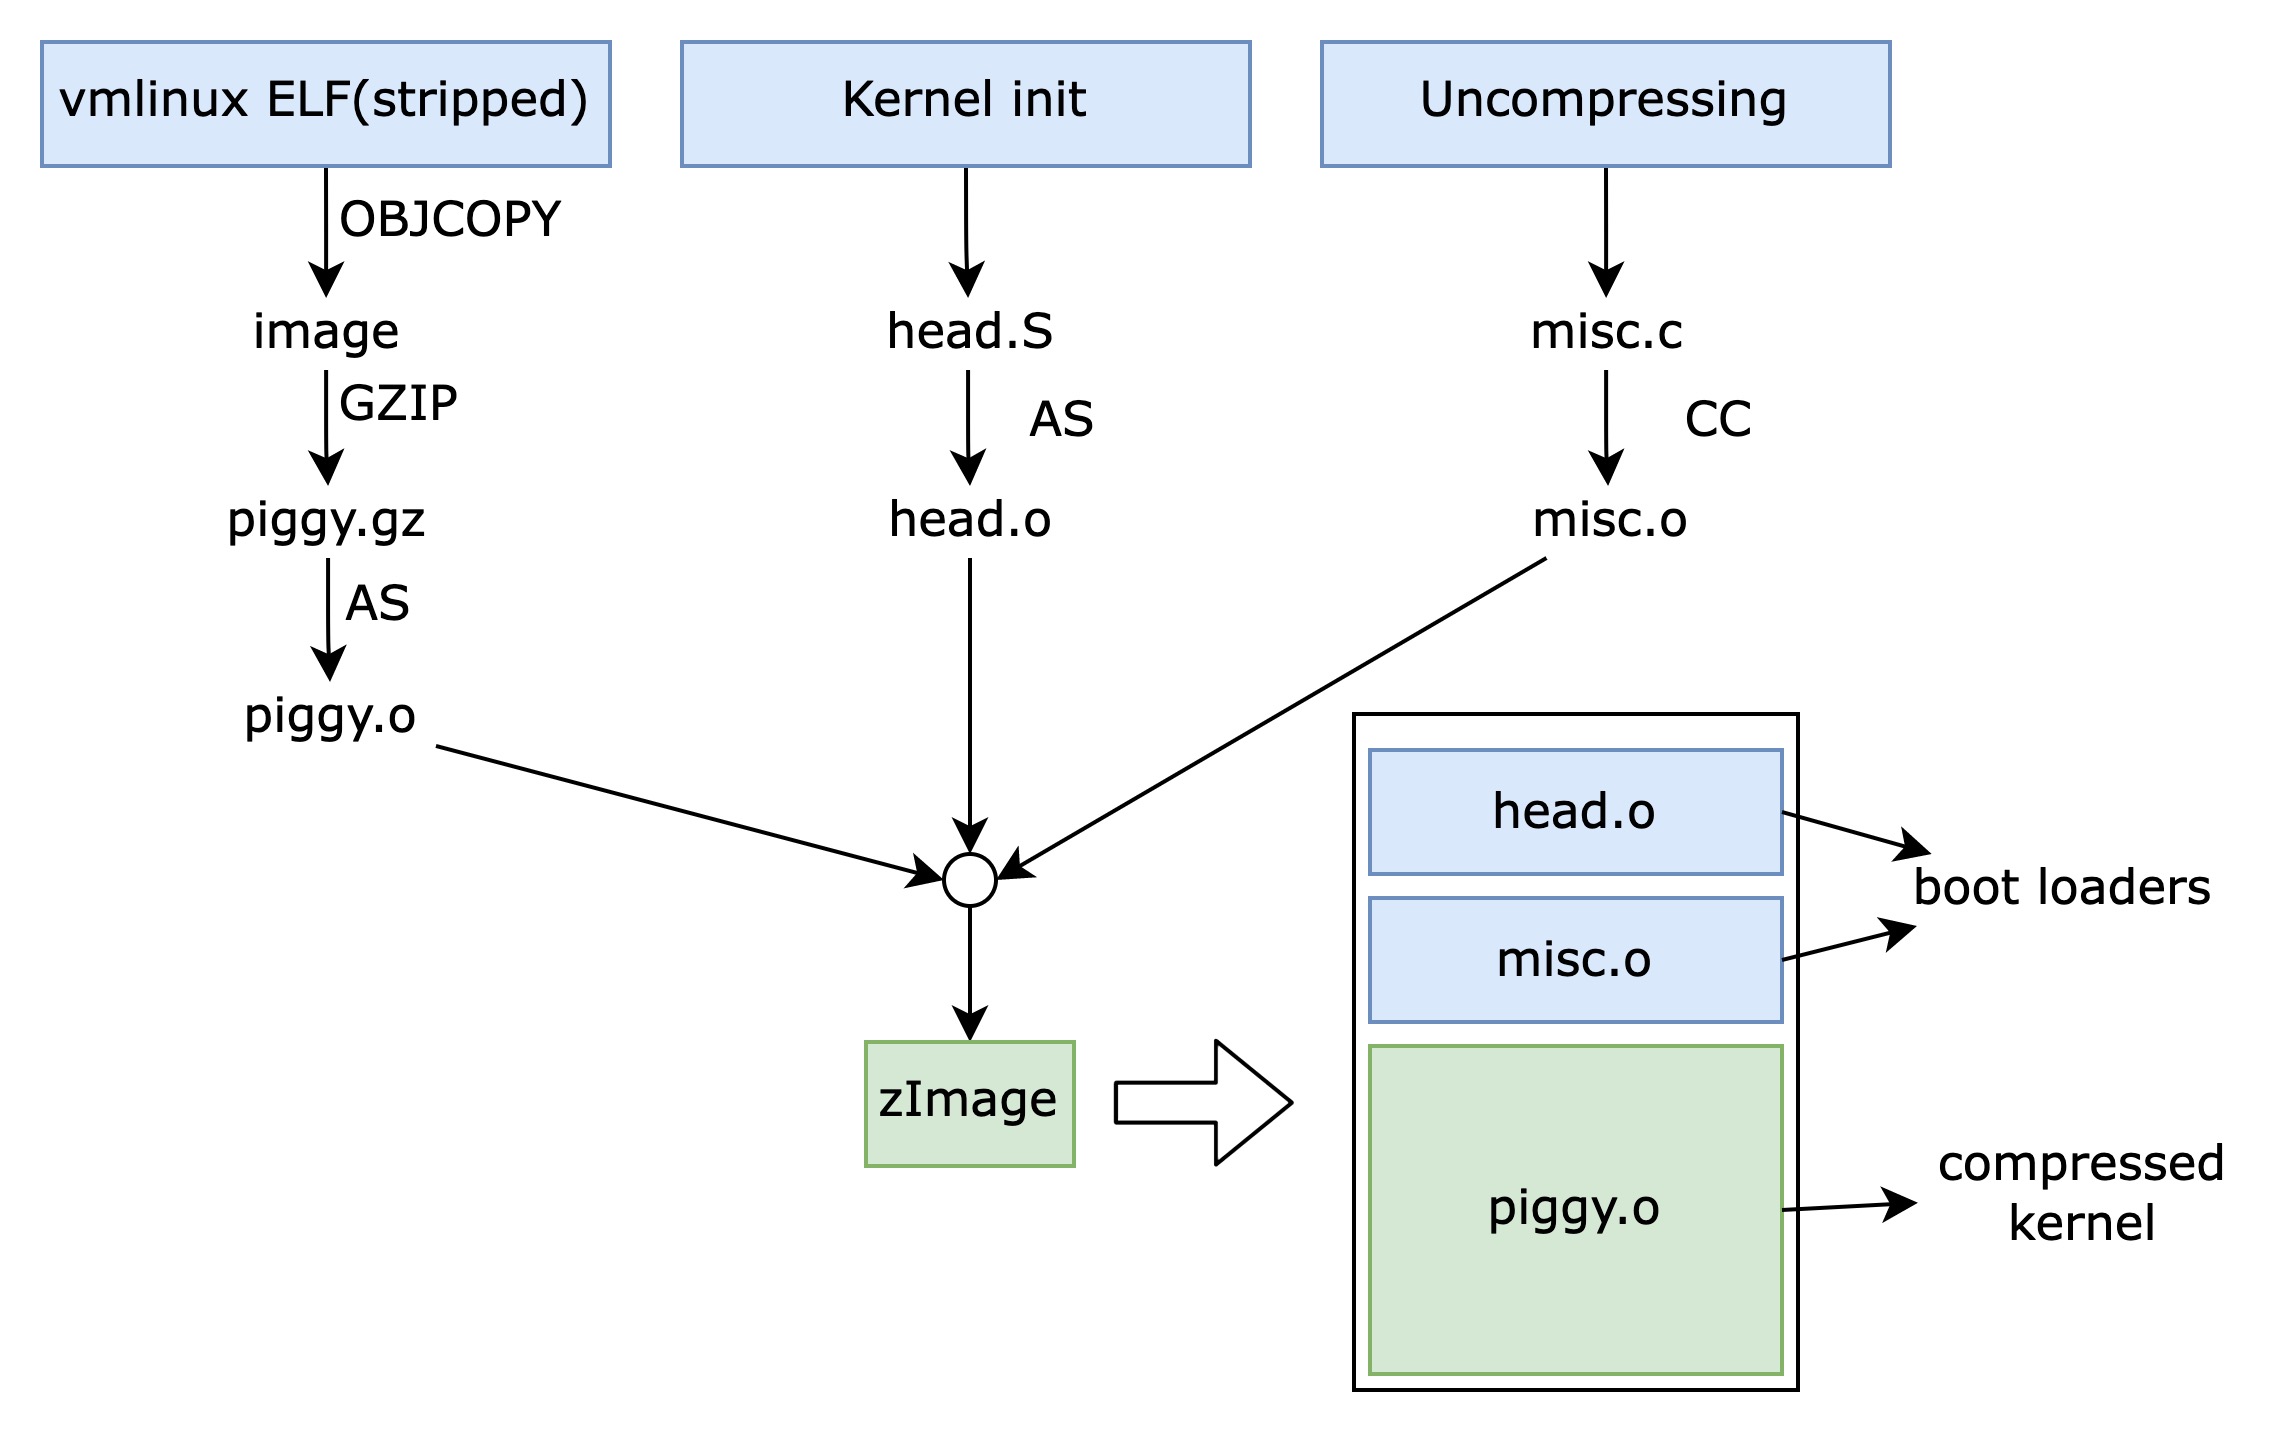 vmlinux ELF(stripped)
Kernel init
Uncompressing
OBJCOPY
image
head.S
misc.c
GZIP
AS
CC
piggy.gz
head.o
misc.o
AS
piggy.o
head.o
boot loaders
misc.o
zImage
piggy.o
compressed
kernel